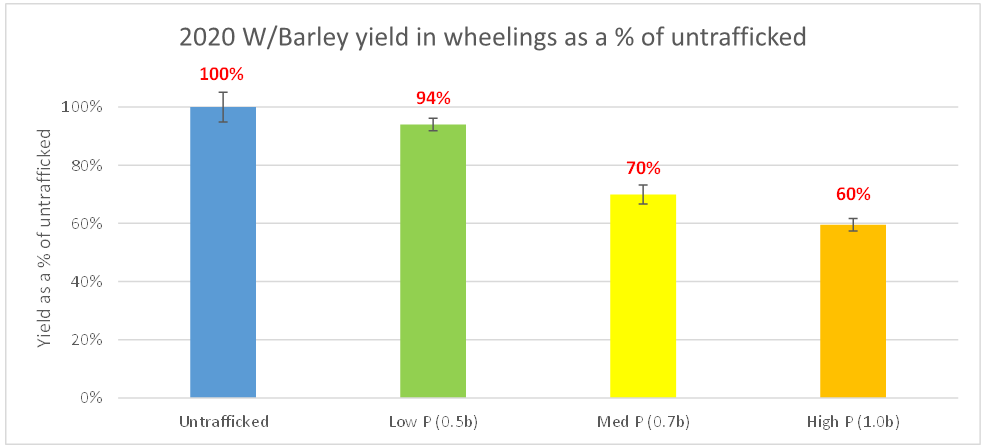 2020 W/Barley yield in wheelings as a % of untrafficked
100%
94%
70%
60%
Yield as a % of untrafficked
100%
80%
60%
40%
20%
0%
Untrafficked
Low P (0.5b)
Med P (0.7b)
High P (1.0b)